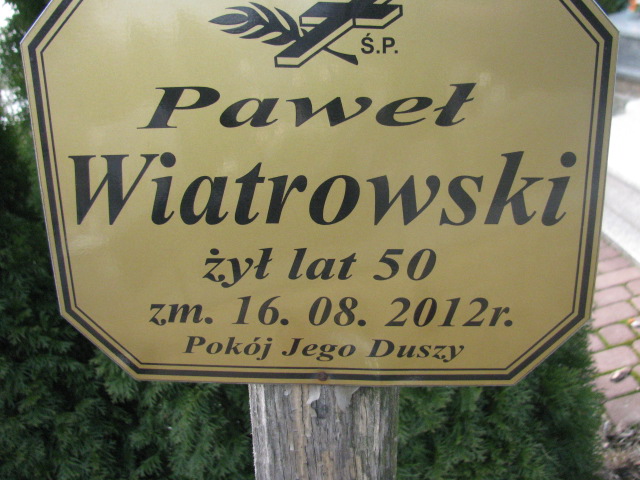 Ś.P.
Paweł
Wiatrowski
żył lat 50
zm. 16. 08. 2012r.
Pokój Jego Duszy